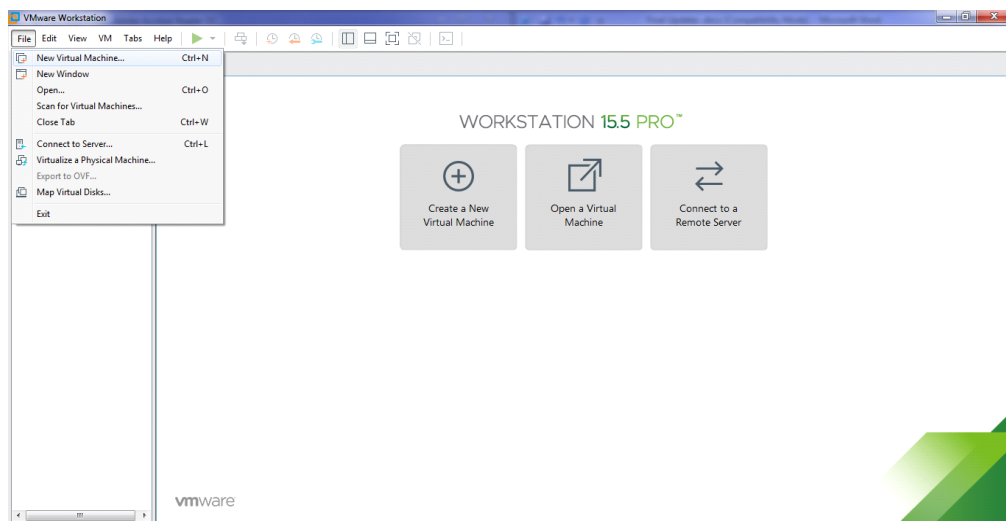 VMware Workstation
File Edit View VM Tabs Help
New Virtual Machine... Ctrl+N
New Window
Open... Ctrl+O
Scan for Virtual Machines...
Close Tab Ctrl+W
Connect to Server... Ctrl+L
Virtualize a Physical Machine...
Export to OVF...
Map Virtual Disks...
Exit
WORKSTATION 15.5 PRO™
Create a New
Virtual Machine
Open a Virtual
Machine
Connect to a
Remote Server
vmware